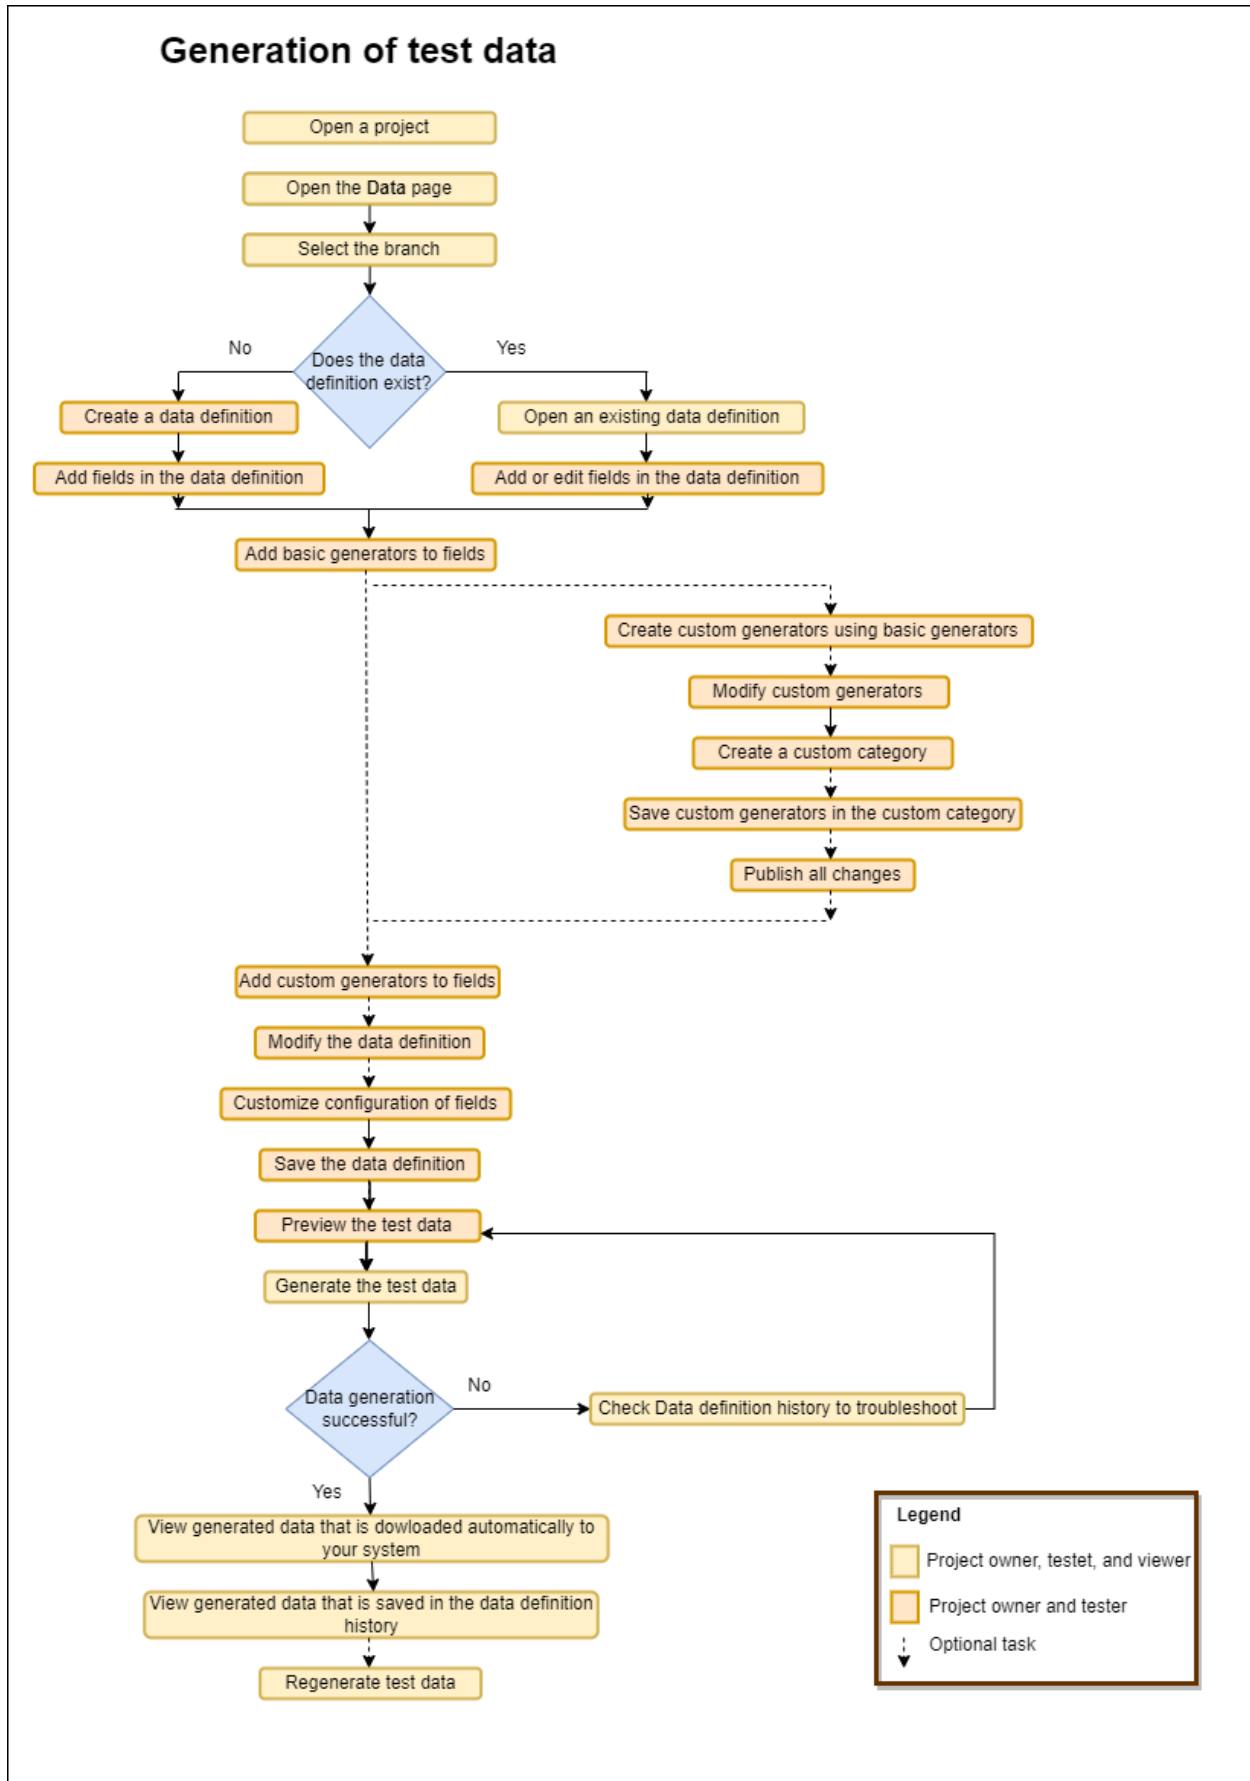 Generation of test data
Open a project
Open the Data page
Select the branch
No
Yes
Does the data
definition exist?
Create a data definition
Open an existing data definition
Add fields in the data definition
Add or edit fields in the data definition
Add basic generators to fields
Create custom generators using basic generators
Modify custom generators
Create a custom category
Save custom generators in the custom category
Publish all changes
Add custom generators to fields
Modify the data definition
Customize configuration of fields
Save the data definition
Preview the test data
Generate the test data
Data generation
successful?
No
Check Data definition history to troubleshoot
Yes
View generated data that is dowloaded automatically to
your system
View generated data that is saved in the data definition
history
Regenerate test data
Legend
Project owner, testet, and viewer
Project owner and tester
Optional task